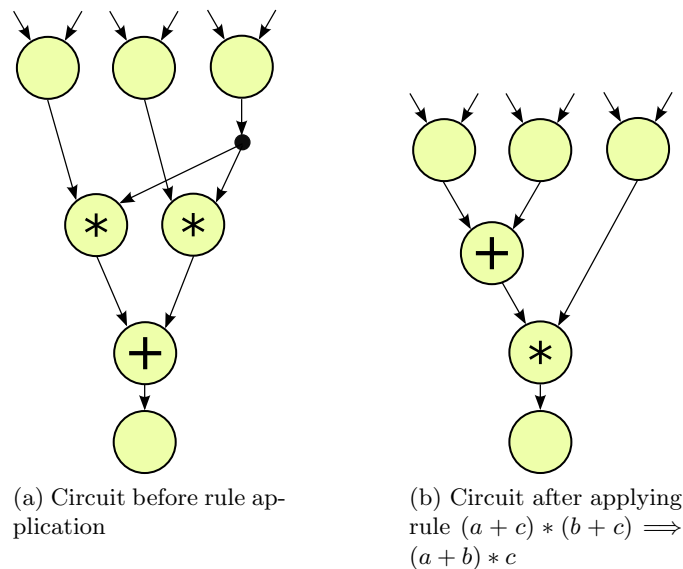 * *
+
+
*
(a) Circuit before rule ap-
plication
(b) Circuit after applying
rule (a + c) ∗ (b + c) ⟹
(a + b) ∗ c